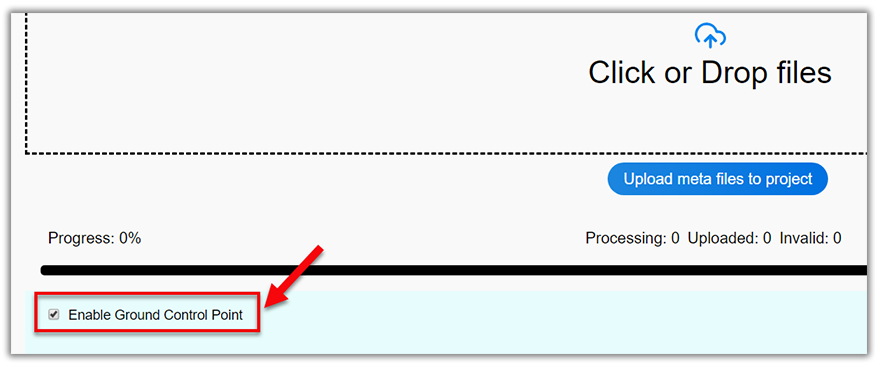 Click or Drop files
Upload meta files to project
Progress: 0%
Processing: 0 Uploaded: 0 Invalid: 0
Enable Ground Control Point